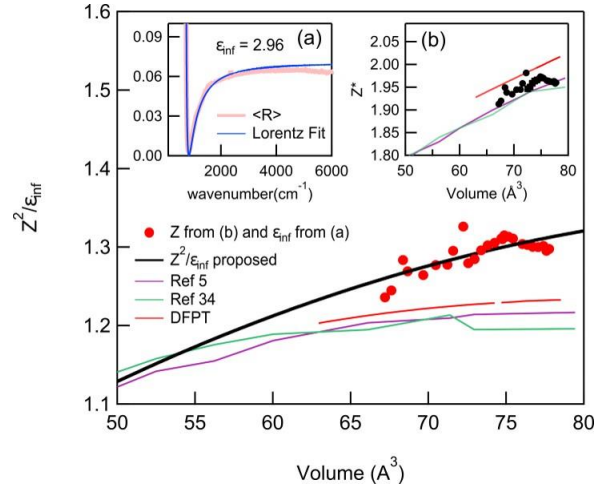 1.6
1.5
1.4
1.3
1.2
1.1
Z²/ε_inf
50
55
60
65
70
75
80
Volume (A³)
(a)
ε_inf = 2.96
0.09
0.06
0.03
0.00
<R>
Lorentz Fit
2000
4000
6000
wavenumber(cm⁻¹)
(b)
2.05
2.00
1.95
1.90
1.85
1.80
Z*
50
60
70
80
Volume (Å³)
Z from (b) and ε_inf from (a)
Z²/ε_inf proposed
Ref 5
Ref 34
DFPT